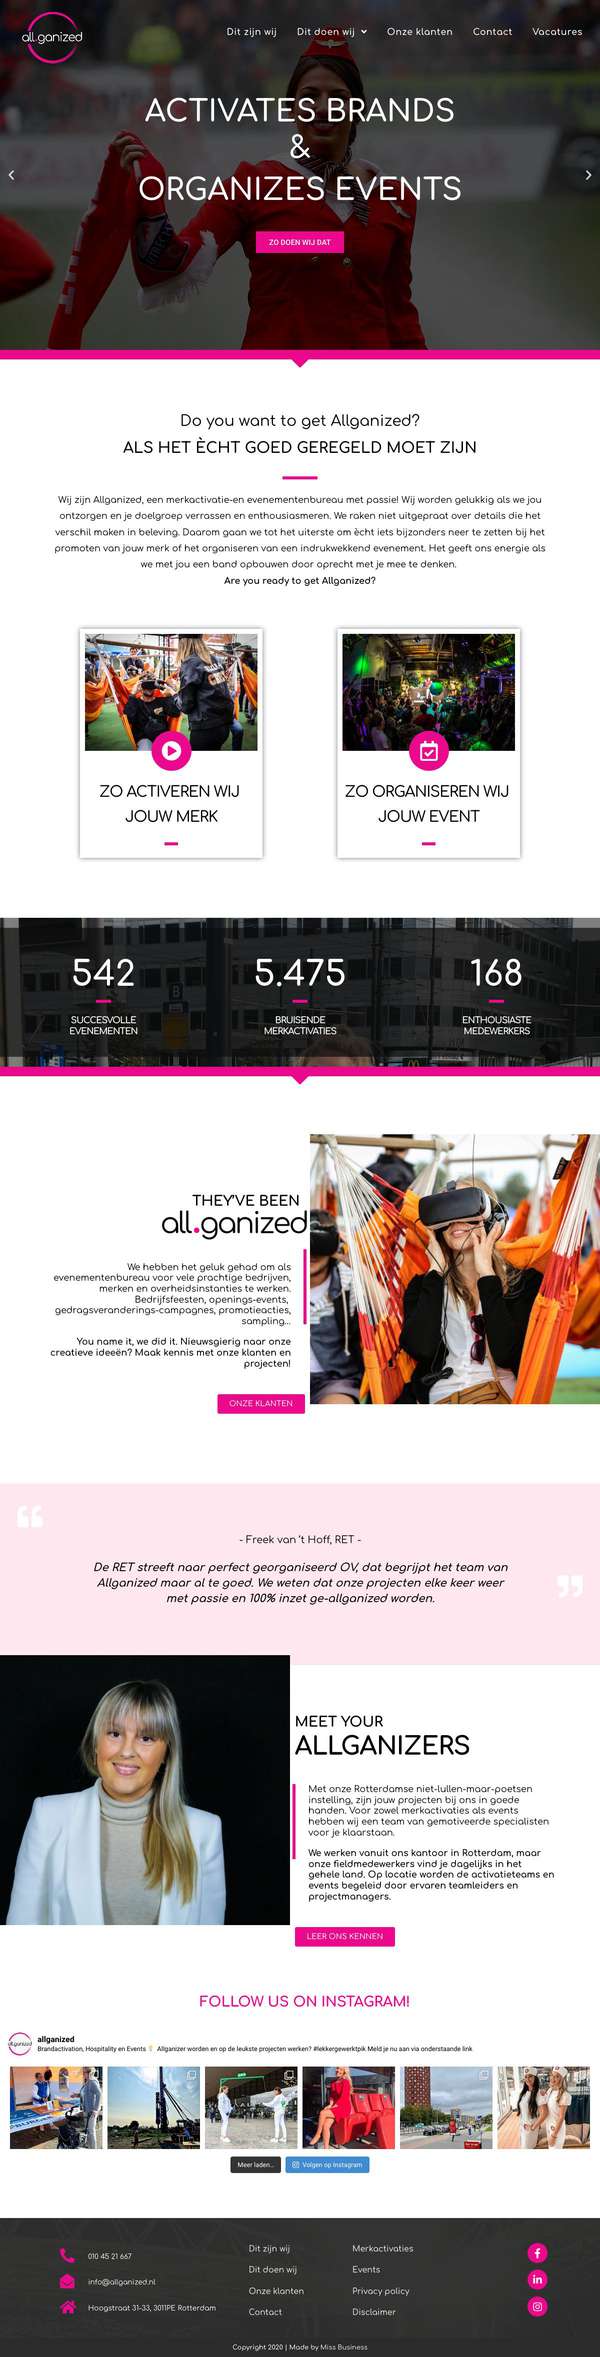 all.ganized
Dit zijn wij
Dit doen wij
Onze klanten
Contact
Vacatures
ACTIVATES BRANDS
&
ORGANIZES EVENTS
ZO DOEN WIJ DAT
Do you want to get Allganized?
ALS HET ÈCHT GOED GEREGELD MOET ZIJN
Wij zijn Allganized, een merkactivatie-en evenementenbureau met passie! Wij worden gelukkig als we jou
ontzorgen en je doelgroep verrassen en enthousiasmeren. We raken niet uitgepraat over details die het
verschil maken in beleving. Daarom gaan we tot het uiterste om ècht iets bijzonders neer te zetten bij het
promoten van jouw merk of het organiseren van een indrukwekkend evenement. Het geeft ons energie als
we met jou een band opbouwen door oprecht met je mee te denken.
Are you ready to get Allganized?
ZO ACTIVEREN WIJ
JOUW MERK
ZO ORGANISEREN WIJ
JOUW EVENT
542
SUCCESVOLLE
EVENEMENTEN
5.475
BRUISENDE
MERKACTIVATIES
168
ENTHOUSIASTE
MEDEWERKERS
THEY'VE BEEN
all.ganized
We hebben het geluk gehad om als
evenementenbureau voor vele prachtige bedrijven,
merken en overheidsinstanties te werken.
Bedrijfsfeesten, openings-events,
gedragsveranderings-campagnes, promotieacties,
sampling...
You name it, we did it. Nieuwsgierig naar onze
creatieve ideeën? Maak kennis met onze klanten en
projecten!
ONZE KLANTEN
- Freek van 't Hoff, RET -
De RET streeft naar perfect georganiseerd OV, dat begrijpt het team van
Allganized maar al te goed. We weten dat onze projecten elke keer weer
met passie en 100% inzet ge-allganized worden.
MEET YOUR
ALLGANIZERS
Met onze Rotterdamse niet-lullen-maar-poetsen
instelling, zijn jouw projecten bij ons in goede
handen. Voor zowel merkactivaties als events
hebben wij een team van gemotiveerde specialisten
voor je klaarstaan.
We werken vanuit ons kantoor in Rotterdam, maar
onze fieldmedewerkers vind je dagelijks in het
gehele land. Op locatie worden de activatieteams en
events begeleid door ervaren teamleiders en
projectmanagers.
LEER ONS KENNEN
FOLLOW US ON INSTAGRAM!
allganized
Brandactivation, Hospitality en Events 💡 Allganizer worden en op de leukste projecten werken? #lekkergewerktpik Meld je nu aan via onderstaande link
Meer laden...
Volgen op Instagram
010 45 21 667
info@allganized.nl
Hoogstraat 31-33, 3011PE Rotterdam
Dit zijn wij
Dit doen wij
Onze klanten
Contact
Merkactivaties
Events
Privacy policy
Disclaimer
Copyright 2020 | Made by Miss Business